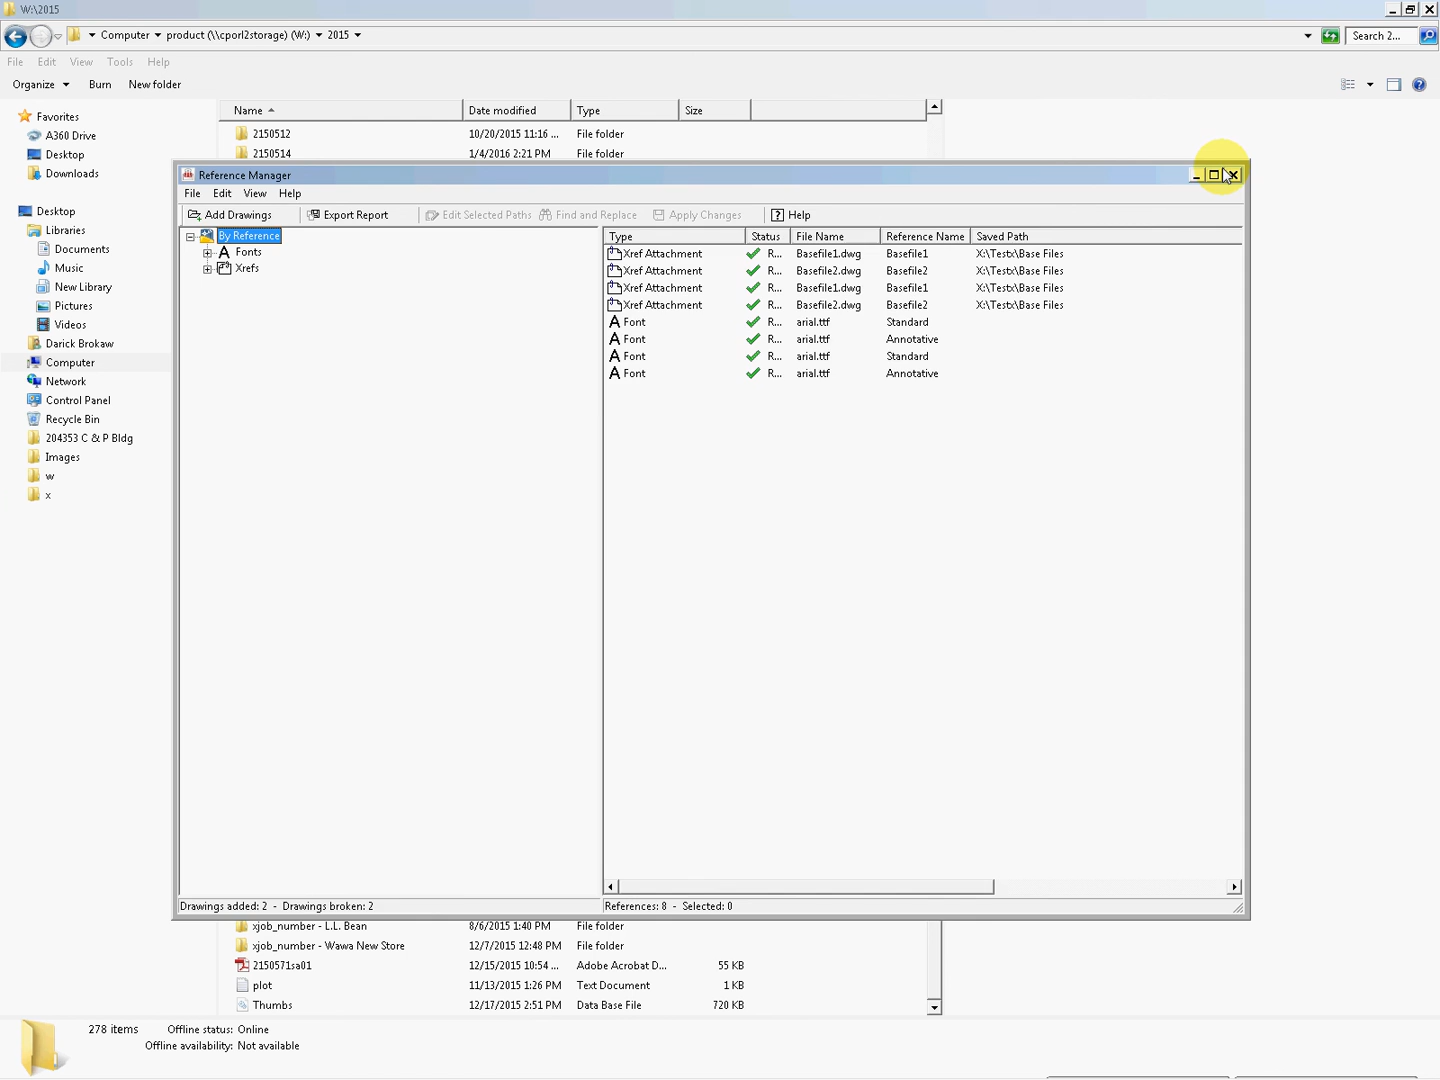 W:\2015
Computer product (\\cporl2storage) (W:) 2015 Search 2...
File Edit View Tools Help
Organize Burn New folder
Favorites
A360 Drive
Desktop
Downloads
Desktop
Libraries
Documents
Music
New Library
Pictures
Videos
Darick Brokaw
Computer
Network
Control Panel
Recycle Bin
204353 C & P Bldg
Images
w
x
Name Date modified Type Size
2150512 10/20/2015 11:16 ... File folder
2150514 1/4/2016 2:21 PM File folder
Reference Manager
File Edit View Help
Add Drawings Export Report Edit Selected Paths Find and Replace Apply Changes Help
By Reference
Fonts
Xrefs
Type Status File Name Reference Name Saved Path
Xref Attachment R... Basefile1.dwg Basefile1 X:\Testx\Base Files
Xref Attachment R... Basefile2.dwg Basefile2 X:\Testx\Base Files
Xref Attachment R... Basefile1.dwg Basefile1 X:\Testx\Base Files
Xref Attachment R... Basefile2.dwg Basefile2 X:\Testx\Base Files
Font R... arial.ttf Standard
Font R... arial.ttf Annotative
Font R... arial.ttf Standard
Font R... arial.ttf Annotative
Drawings added: 2 - Drawings broken: 2 References: 8 - Selected: 0
xjob_number - L.L. Bean 8/6/2015 1:40 PM File folder
xjob_number - Wawa New Store 12/7/2015 12:48 PM File folder
2150571sa01 12/15/2015 10:54 ... Adobe Acrobat D... 55 KB
plot 11/13/2015 1:26 PM Text Document 1 KB
Thumbs 12/17/2015 2:51 PM Data Base File 720 KB
278 items Offline status: Online
Offline availability: Not available